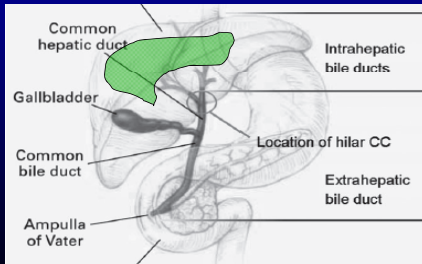 Common
hepatic duct
Gallbladder
Common
bile duct
Ampulla
of Vater
Intrahepatic
bile ducts
Location of hilar CC
Extrahepatic
bile duct